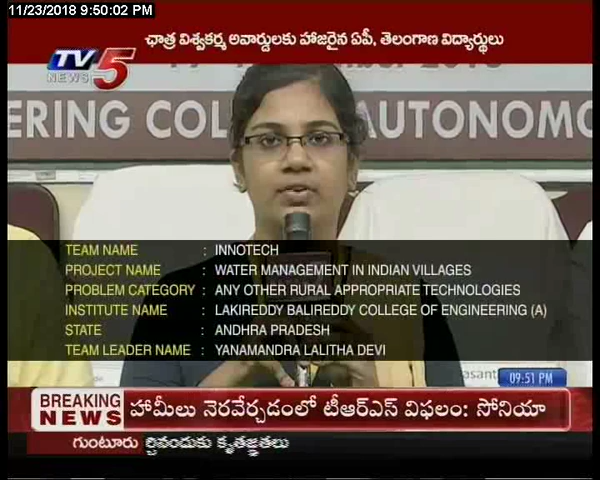 11/23/2018 9:50:02 PM
ఛాత్ర విశ్వకర్మ అవార్డులకు హాజరైన ఏపీ, తెలంగాణ విద్యార్థులు
TV5
NEWS
ERING COL AUTONOMO
TEAM NAME : INNOTECH
PROJECT NAME : WATER MANAGEMENT IN INDIAN VILLAGES
PROBLEM CATEGORY : ANY OTHER RURAL APPROPRIATE TECHNOLOGIES
INSTITUTE NAME : LAKIREDDY BALIREDDY COLLEGE OF ENGINEERING (A)
STATE : ANDHRA PRADESH
TEAM LEADER NAME : YANAMANDRA LALITHA DEVI
asant
09:51 PM
BREAKING NEWS హామీలు నెరవేర్చడంలో టీఆర్ఎస్ విఫలం: సోనియా
గుంటూరు కృతజ్ఞతలు